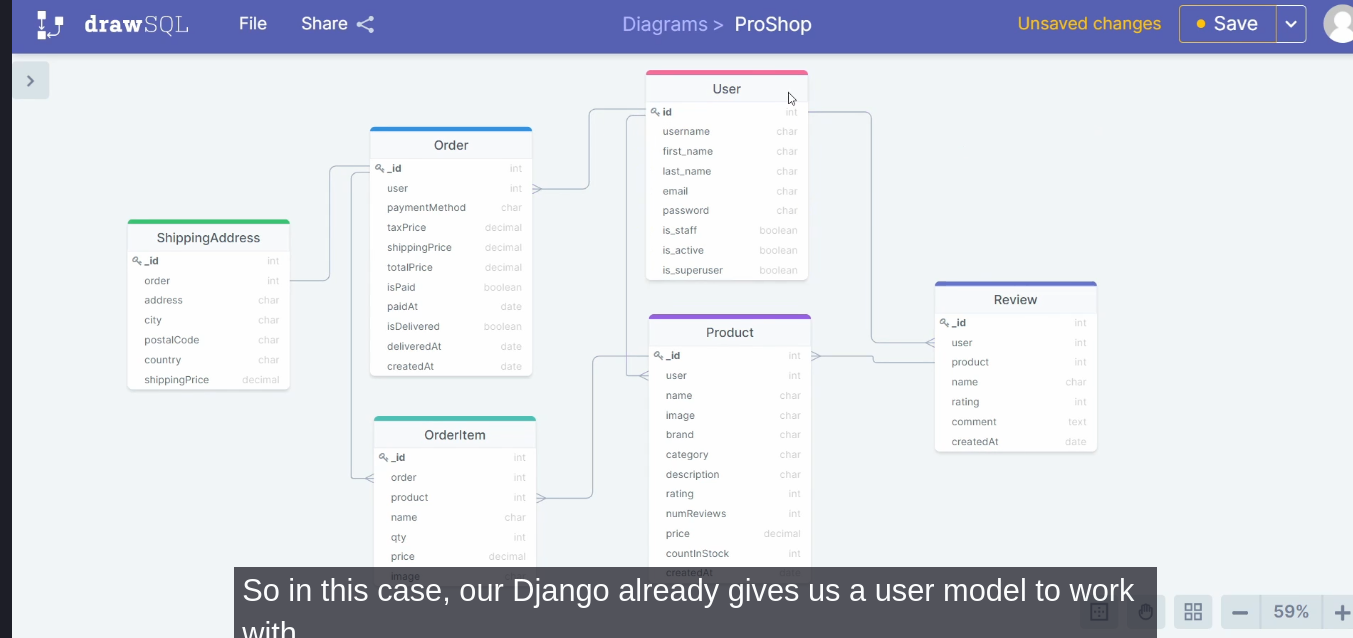 drawSQL
File
Share
Diagrams > ProShop
Unsaved changes
Save
User
id int
username char
first_name char
last_name char
email char
password char
is_staff boolean
is_active boolean
is_superuser boolean
Order
_id int
user int
paymentMethod char
taxPrice decimal
shippingPrice decimal
totalPrice decimal
isPaid boolean
paidAt date
isDelivered boolean
deliveredAt date
createdAt date
ShippingAddress
_id int
order int
address char
city char
postalCode char
country char
shippingPrice decimal
Review
_id int
user int
product int
name char
rating int
comment text
createdAt date
Product
_id int
user int
name char
image char
brand char
category char
description char
rating int
numReviews int
price decimal
countInStock int
createdAt date
OrderItem
_id int
order int
product int
name char
qty int
price decimal
image
So in this case, our Django already gives us a user model to work
with
59%